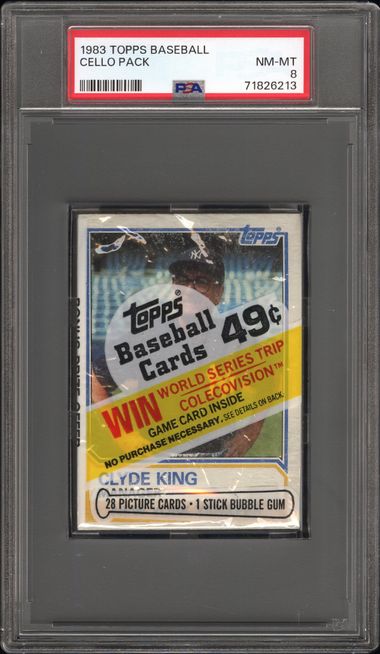 1983 TOPPS BASEBALL
CELLO PACK
NM-MT
8
PSA
71826213
topps
NY
topps
Baseball
Cards 49¢
WIN WORLD SERIES TRIP
COLECOVISION™
GAME CARD INSIDE
NO PURCHASE NECESSARY. SEE DETAILS ON BACK.
CLYDE KING
MANAGER
28 PICTURE CARDS • 1 STICK BUBBLE GUM